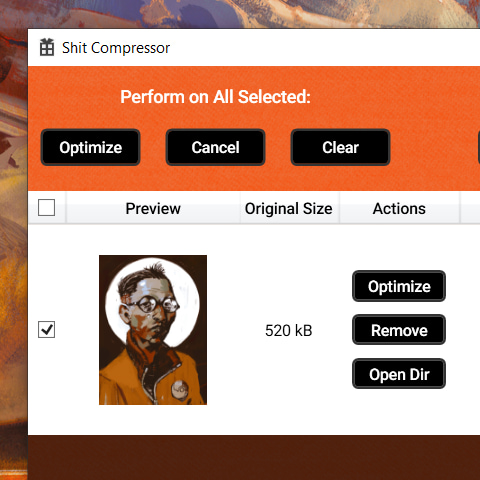 Shit Compressor
Perform on All Selected:
Optimize Cancel Clear
Preview Original Size Actions
Optimize
520 kB Remove
Open Dir